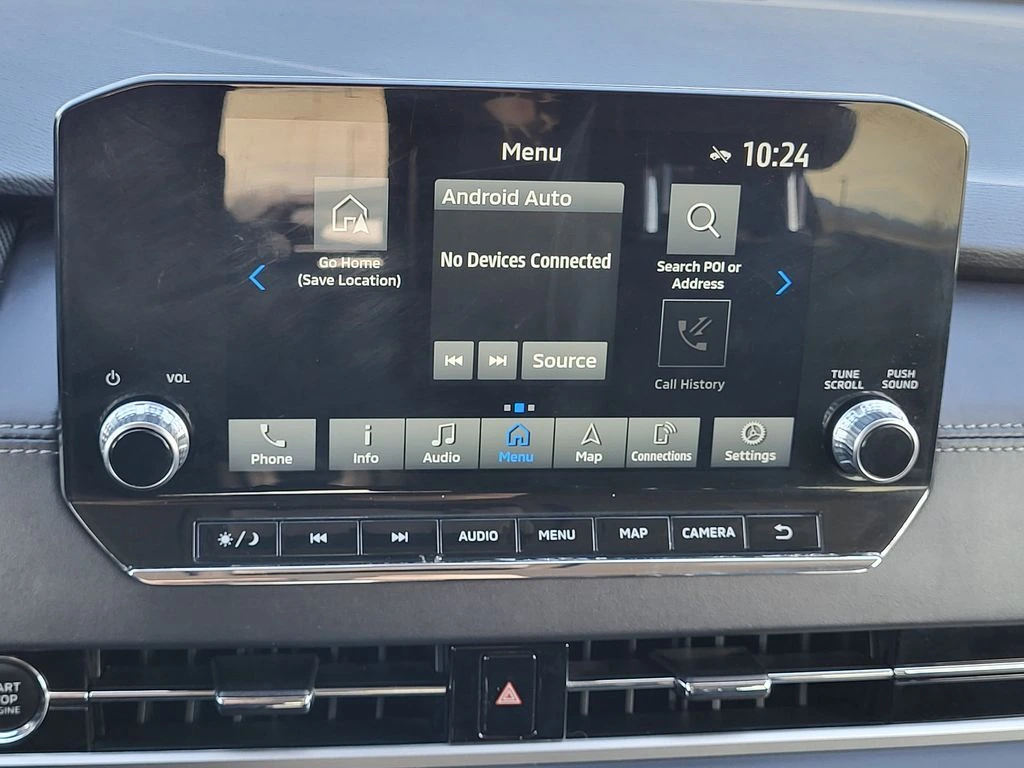 Menu
10:24
Android Auto
No Devices Connected
Go Home
(Save Location)
Search POI or
Address
Call History
Source
VOL
TUNE
SCROLL
PUSH
SOUND
Phone
Info
Audio
Menu
Map
Connections
Settings
AUDIO
MENU
MAP
CAMERA